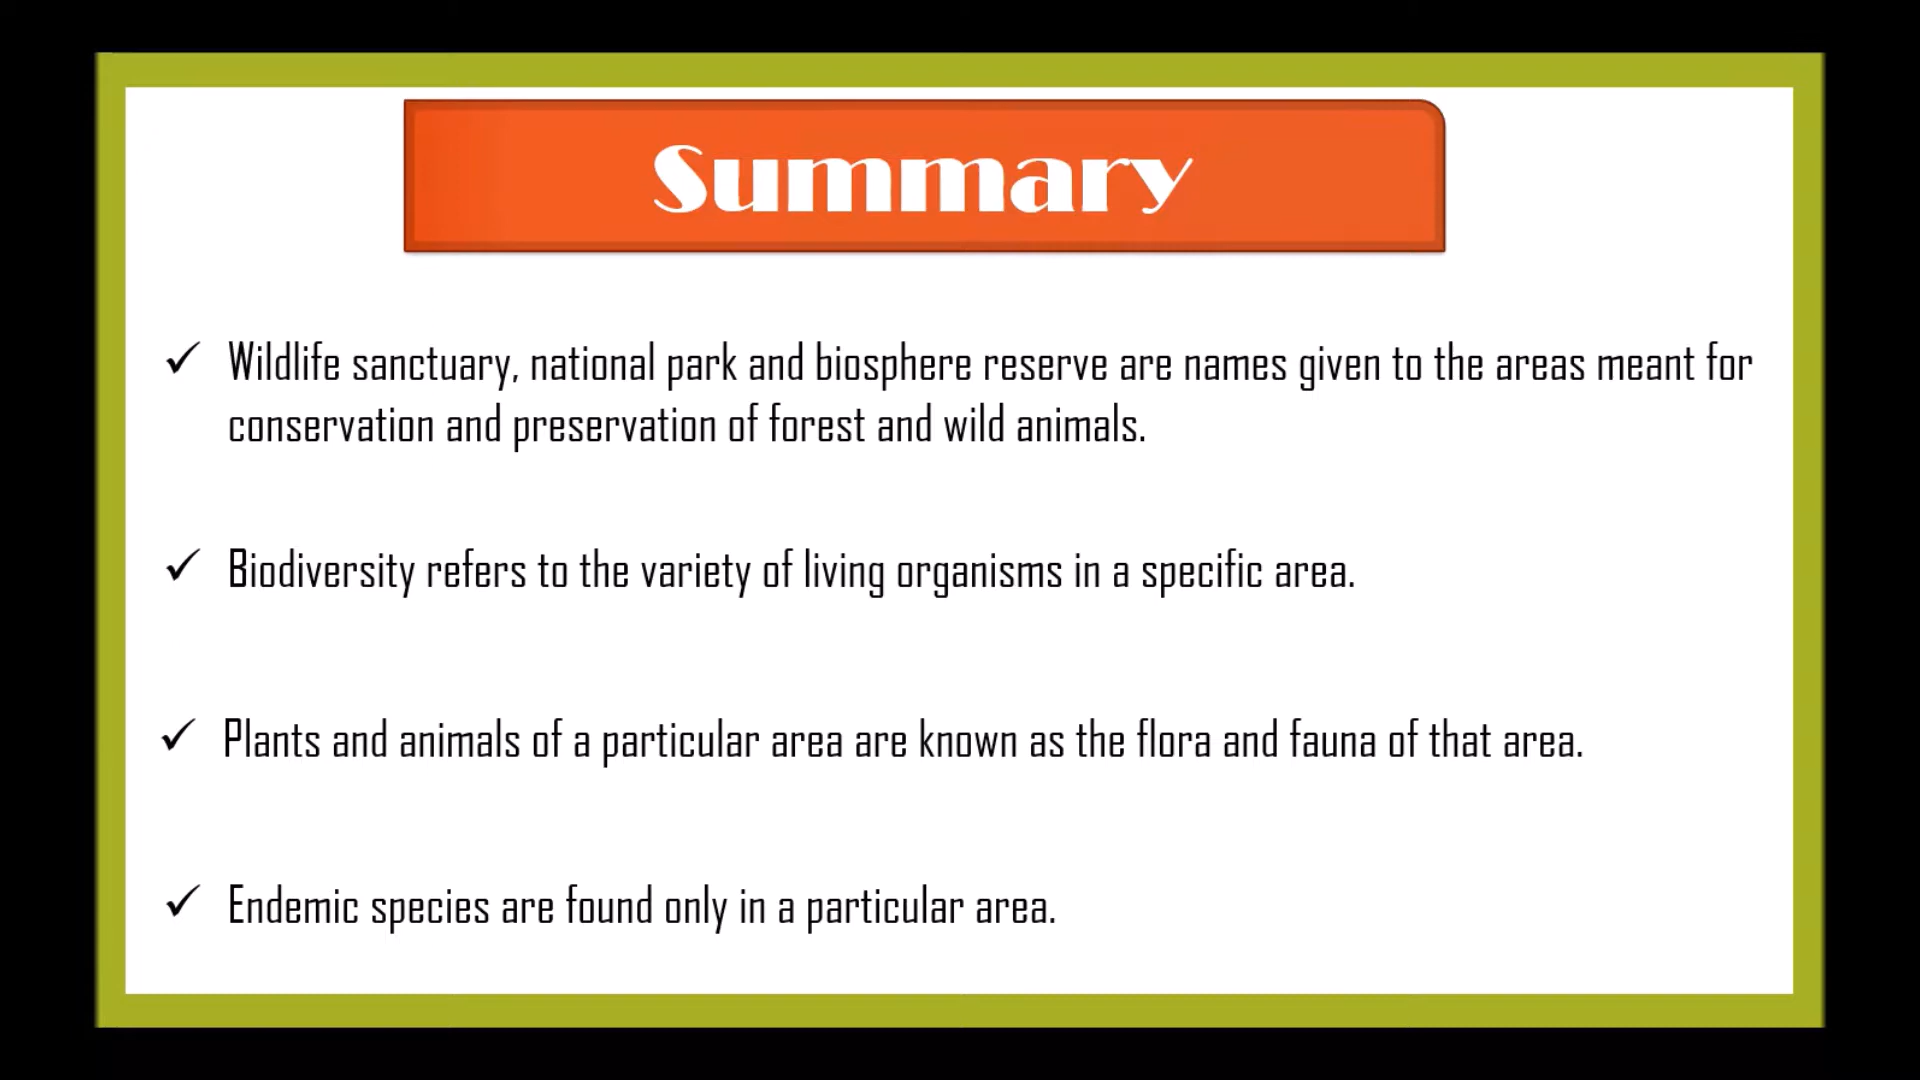 Summary
✓ Wildlife sanctuary, national park and biosphere reserve are names given to the areas meant for
conservation and preservation of forest and wild animals.
✓ Biodiversity refers to the variety of living organisms in a specific area.
✓ Plants and animals of a particular area are known as the flora and fauna of that area.
✓ Endemic species are found only in a particular area.